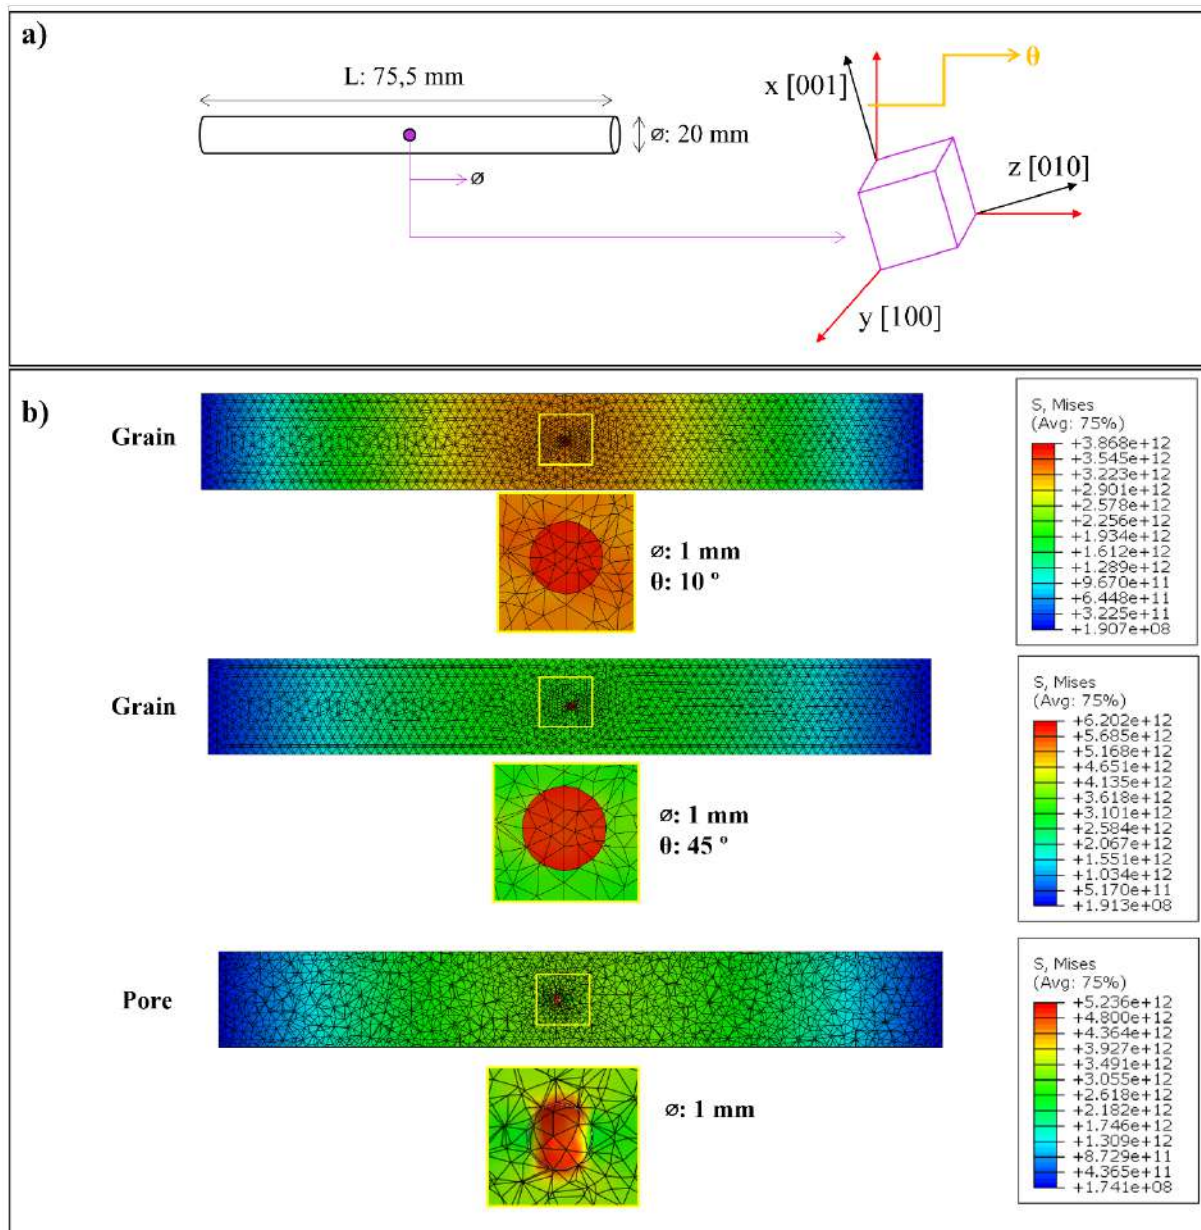 a)
L: 75,5 mm
⌀: 20 mm
⌀
x [001]
θ
z [010]
y [100]
b)
Grain
⌀: 1 mm
θ: 10 º
S, Mises
(Avg: 75%)
+3.868e+12
+3.545e+12
+3.223e+12
+2.901e+12
+2.578e+12
+2.256e+12
+1.934e+12
+1.612e+12
+1.289e+12
+9.670e+11
+6.448e+11
+3.225e+11
+1.907e+08
Grain
⌀: 1 mm
θ: 45 º
S, Mises
(Avg: 75%)
+6.202e+12
+5.685e+12
+5.168e+12
+4.651e+12
+4.135e+12
+3.618e+12
+3.101e+12
+2.584e+12
+2.067e+12
+1.551e+12
+1.034e+12
+5.170e+11
+1.913e+08
Pore
⌀: 1 mm
S, Mises
(Avg: 75%)
+5.236e+12
+4.800e+12
+4.364e+12
+3.927e+12
+3.491e+12
+3.055e+12
+2.618e+12
+2.182e+12
+1.746e+12
+1.309e+12
+8.729e+11
+4.365e+11
+1.741e+08